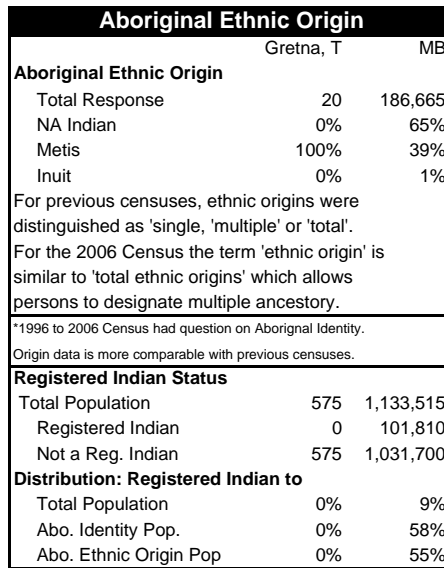 Aboriginal Ethnic Origin
Gretna, T MB
Aboriginal Ethnic Origin
Total Response 20 186,665
NA Indian 0% 65%
Metis 100% 39%
Inuit 0% 1%
For previous censuses, ethnic origins were
distinguished as 'single, 'multiple' or 'total'.
For the 2006 Census the term 'ethnic origin' is
similar to 'total ethnic origins' which allows
persons to designate multiple ancestory.
*1996 to 2006 Census had question on Aborignal Identity.
Origin data is more comparable with previous censuses.
Registered Indian Status
Total Population 575 1,133,515
Registered Indian 0 101,810
Not a Reg. Indian 575 1,031,700
Distribution: Registered Indian to
Total Population 0% 9%
Abo. Identity Pop. 0% 58%
Abo. Ethnic Origin Pop 0% 55%